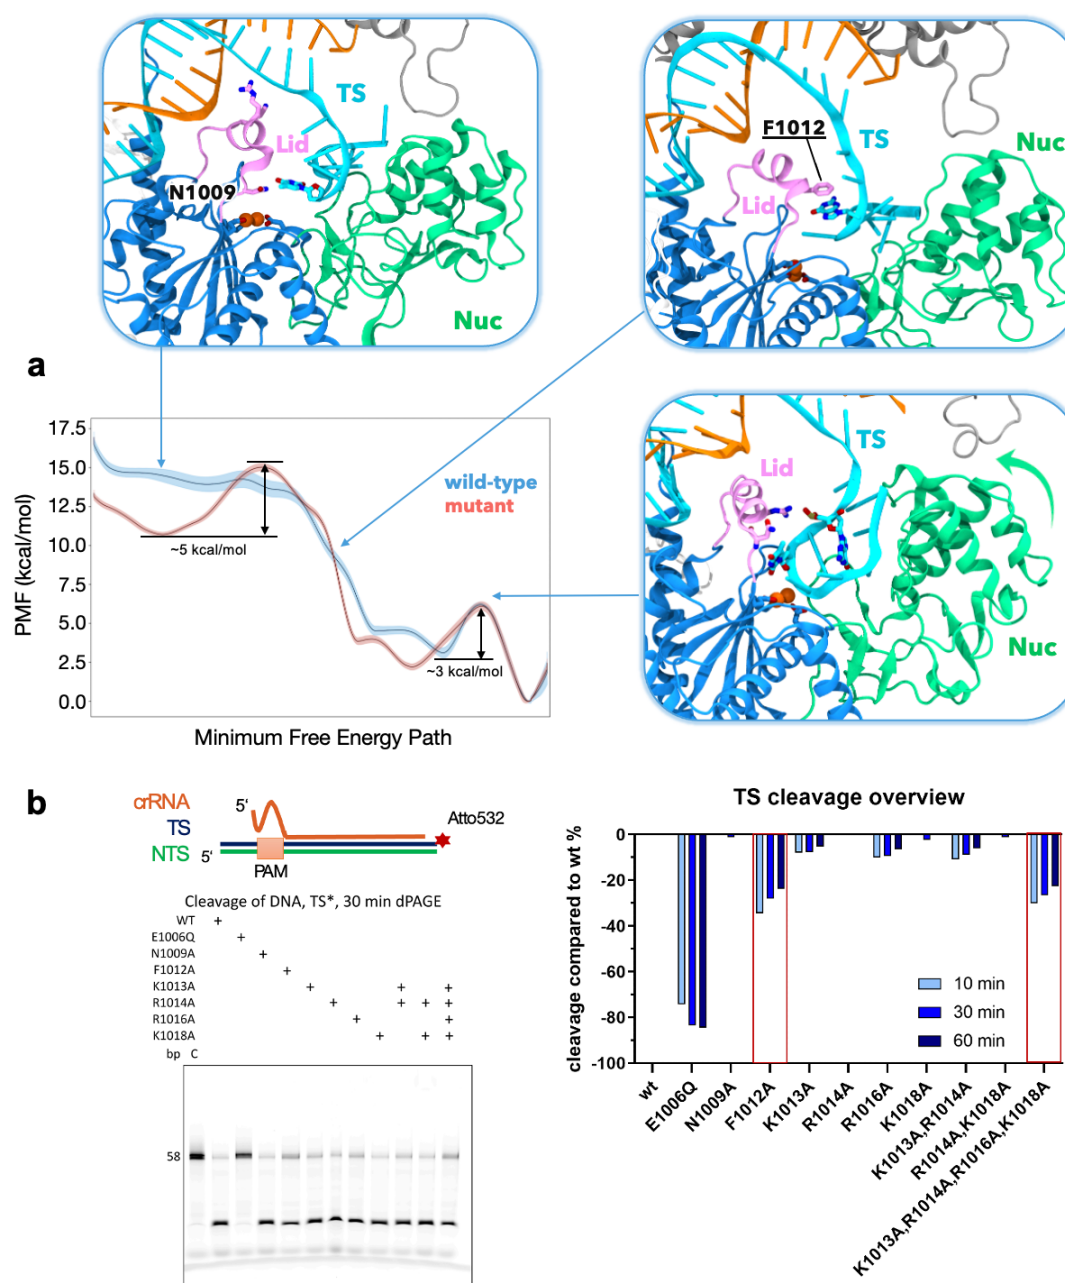 TS
Lid
N1009
Nuc
F1012
TS
Nuc
Lid
a
17.5
15.0
12.5
10.0
7.5
5.0
2.5
0.0
PMF (kcal/mol)
wild-type
mutant
~5 kcal/mol
~3 kcal/mol
Minimum Free Energy Path
TS
Lid
Nuc
b
crRNA
5'
Atto532
TS
NTS
5'
PAM
Cleavage of DNA, TS*, 30 min dPAGE
WT +
E1006Q +
N1009A +
F1012A +
K1013A + + +
R1014A + + + +
R1016A + +
K1018A + + +
bp C
58
TS cleavage overview
0
-20
-40
-60
-80
-100
cleavage compared to wt %
10 min
30 min
60 min
wt
E1006Q
N1009A
F1012A
K1013A
R1014A
R1016A
K1018A
K1013A,R1014A
R1014A,K1018A
K1013A,R1014A,R1016A,K1018A